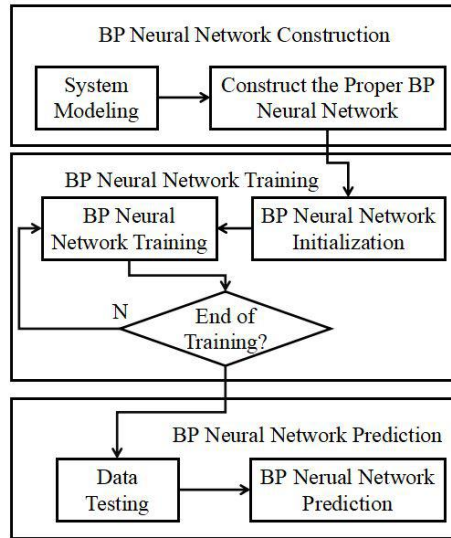 BP Neural Network Construction
System
Modeling
Construct the Proper BP
Neural Network
BP Neural Network Training
BP Neural
Network Training
BP Neural Network
Initialization
N
End of
Training?
BP Neural Network Prediction
Data
Testing
BP Nerual Network
Prediction